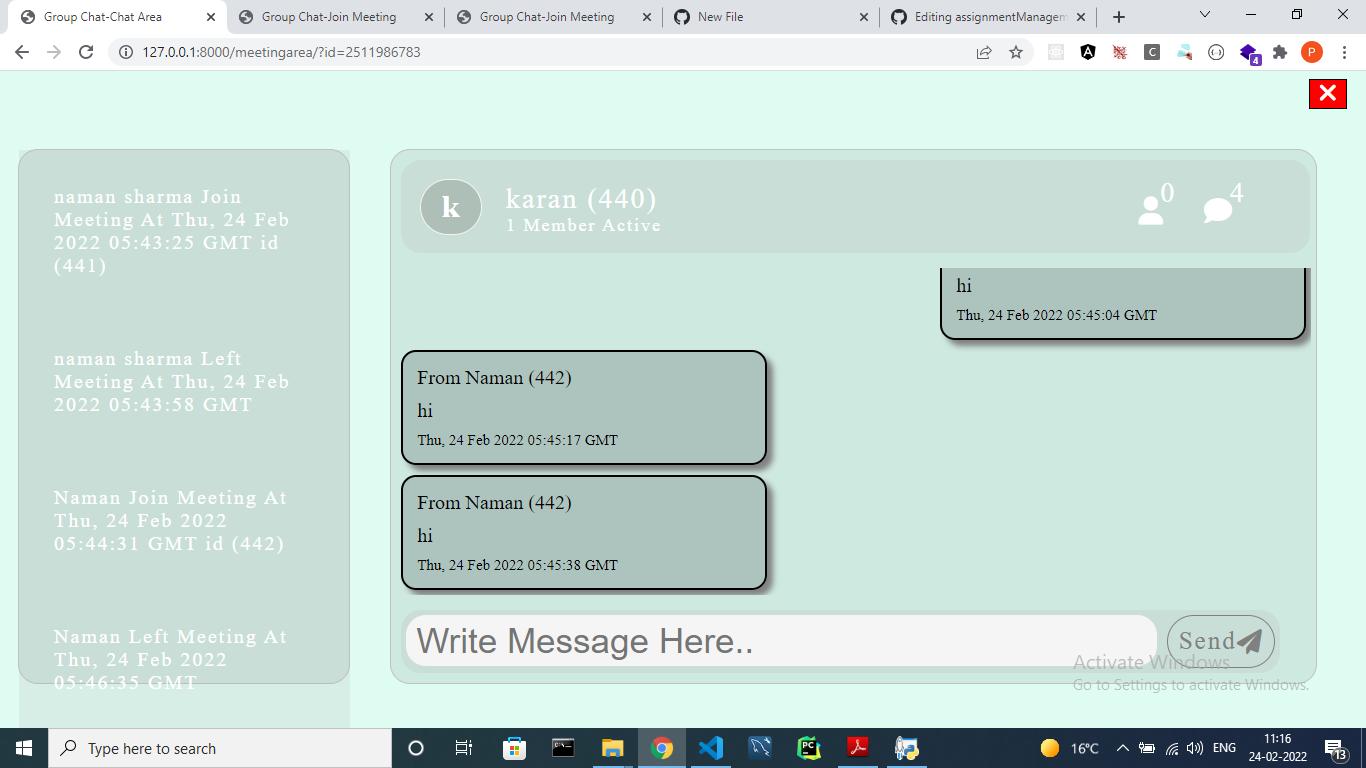 Group Chat-Chat Area
Group Chat-Join Meeting
Group Chat-Join Meeting
New File
Editing assignmentManagem
127.0.0.1:8000/meetingarea/?id=2511986783
A
C
4
P
naman sharma Join
Meeting At Thu, 24 Feb
2022 05:43:25 GMT id
(441)
naman sharma Left
Meeting At Thu, 24 Feb
2022 05:43:58 GMT
Naman Join Meeting At
Thu, 24 Feb 2022
05:44:31 GMT id (442)
Naman Left Meeting At
Thu, 24 Feb 2022
05:46:35 GMT
k
karan (440)
1 Member Active
0
4
hi
Thu, 24 Feb 2022 05:45:04 GMT
From Naman (442)
hi
Thu, 24 Feb 2022 05:45:17 GMT
From Naman (442)
hi
Thu, 24 Feb 2022 05:45:38 GMT
Write Message Here..
Send
Activate Windows
Go to Settings to activate Windows.
Type here to search
PC
16°C
ENG
11:16
24-02-2022
13